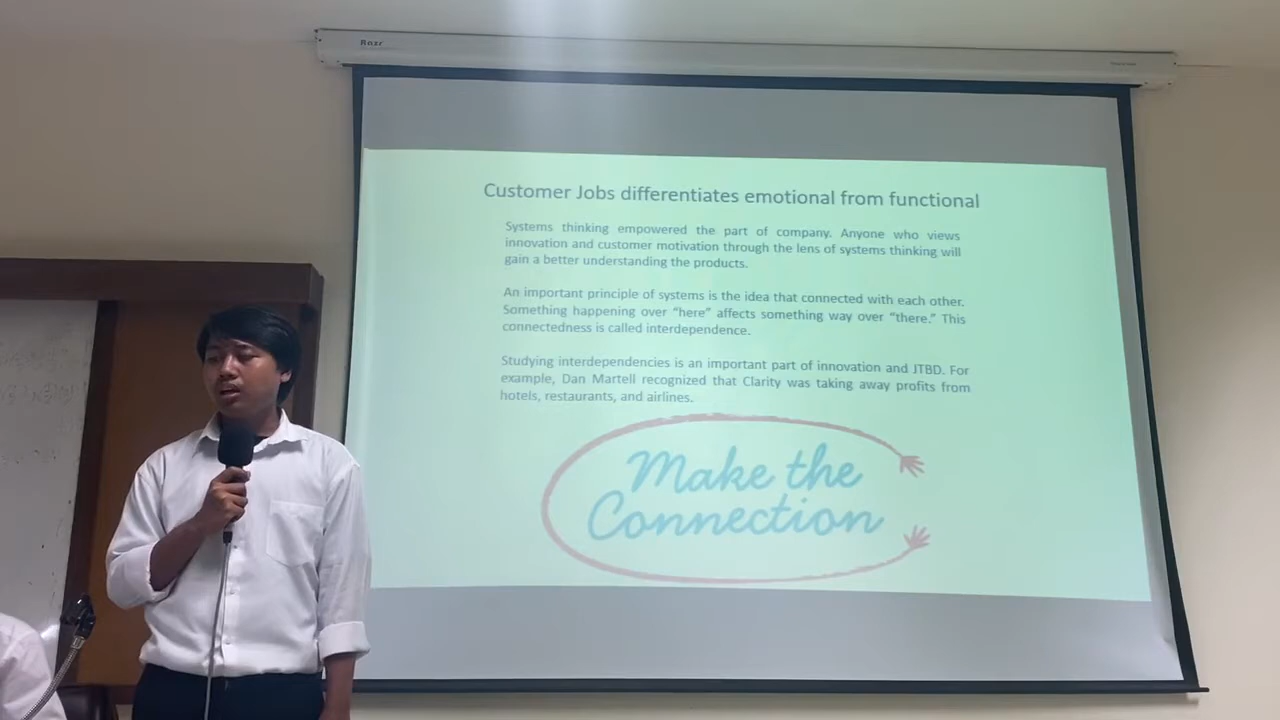 Customer Jobs differentiates emotional from functional
Systems thinking empowered the part of company. Anyone who views
innovation and customer motivation through the lens of systems thinking will
gain a better understanding the products.
An important principle of systems is the idea that connected with each other.
Something happening over “here” affects something way over “there.” This
connectedness is called interdependence.
Studying interdependencies is an important part of innovation and JTBD. For
example, Dan Martell recognized that Clarity was taking away profits from
hotels, restaurants, and airlines.
Make the
Connection